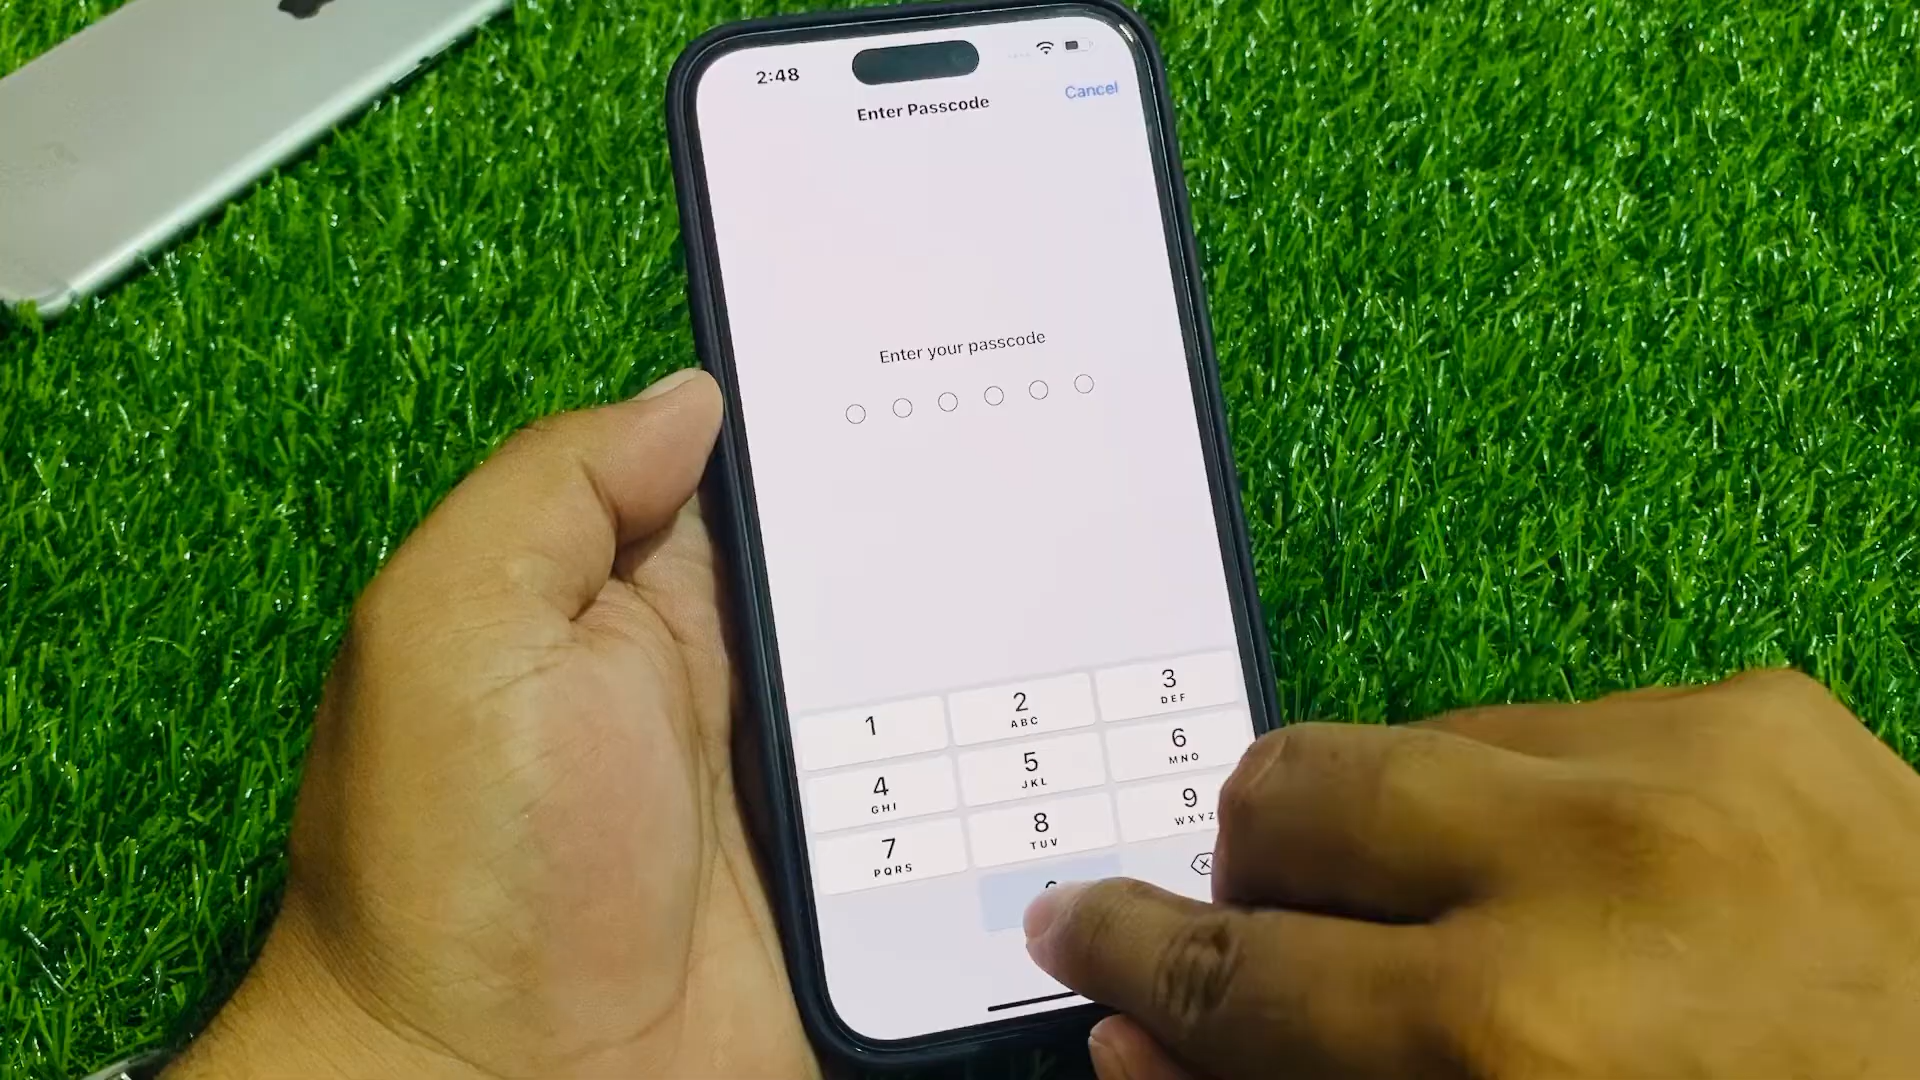 2:48
Enter Passcode
Cancel
Enter your passcode
1
2
ABC
3
DEF
4
GHI
5
JKL
6
MNO
7
PQRS
8
TUV
9
WXYZ